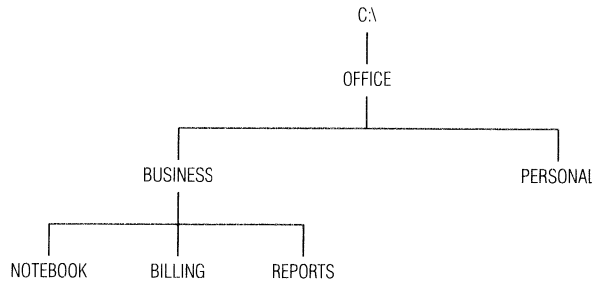 C:\
OFFICE
BUSINESS PERSONAL
NOTEBOOK BILLING REPORTS